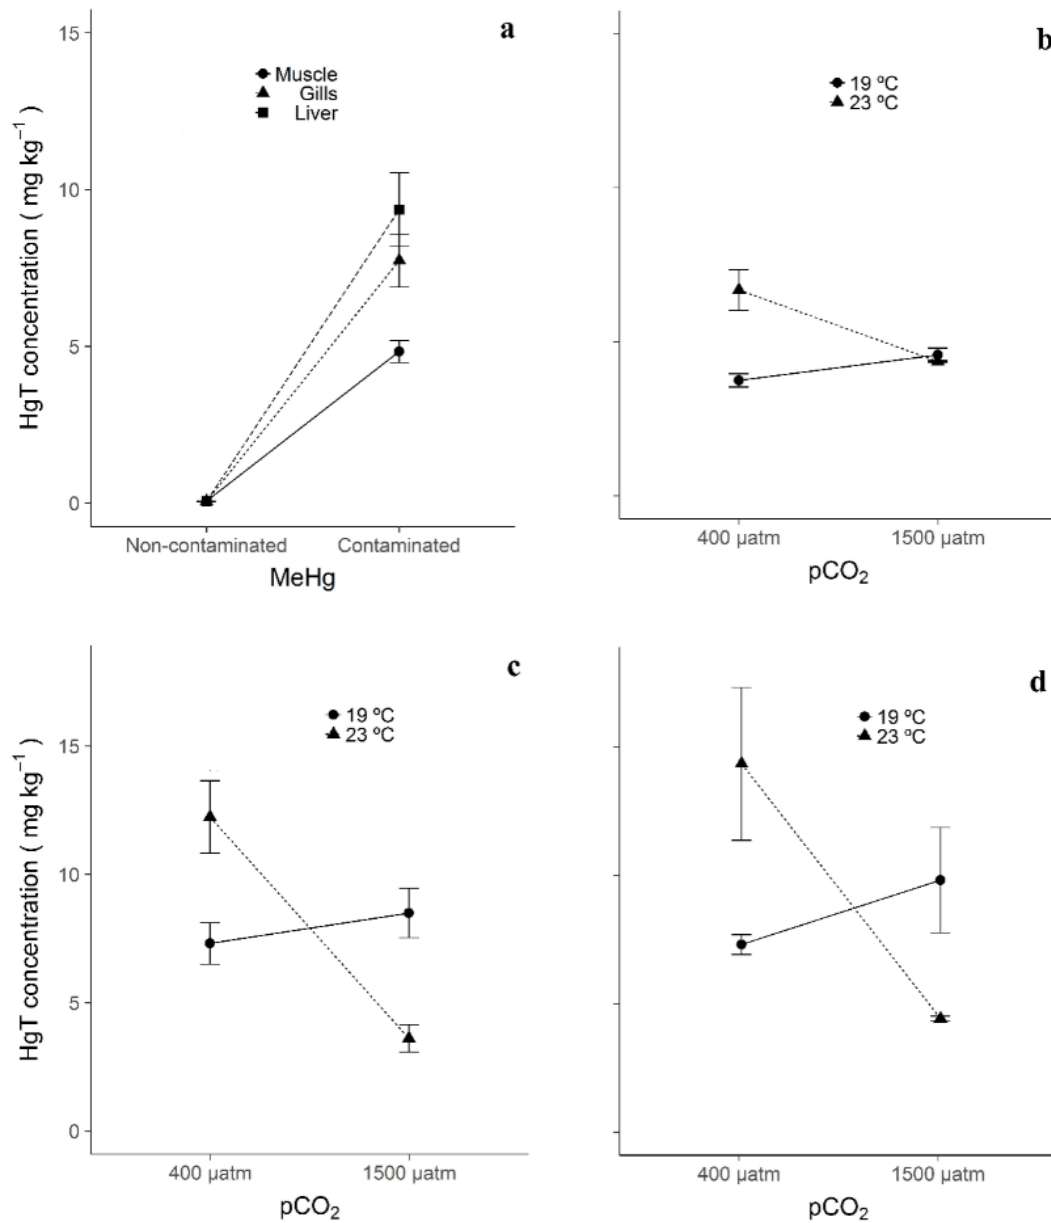 a
15
10
5
0
HgT concentration ( mg kg⁻¹ )
Muscle
Gills
Liver
Non-contaminated Contaminated
MeHg
b
19 ºC
23 ºC
400 µatm 1500 µatm
pCO₂
c
15
10
5
0
HgT concentration ( mg kg⁻¹ )
19 ºC
23 ºC
400 µatm 1500 µatm
pCO₂
d
19 ºC
23 ºC
400 µatm 1500 µatm
pCO₂